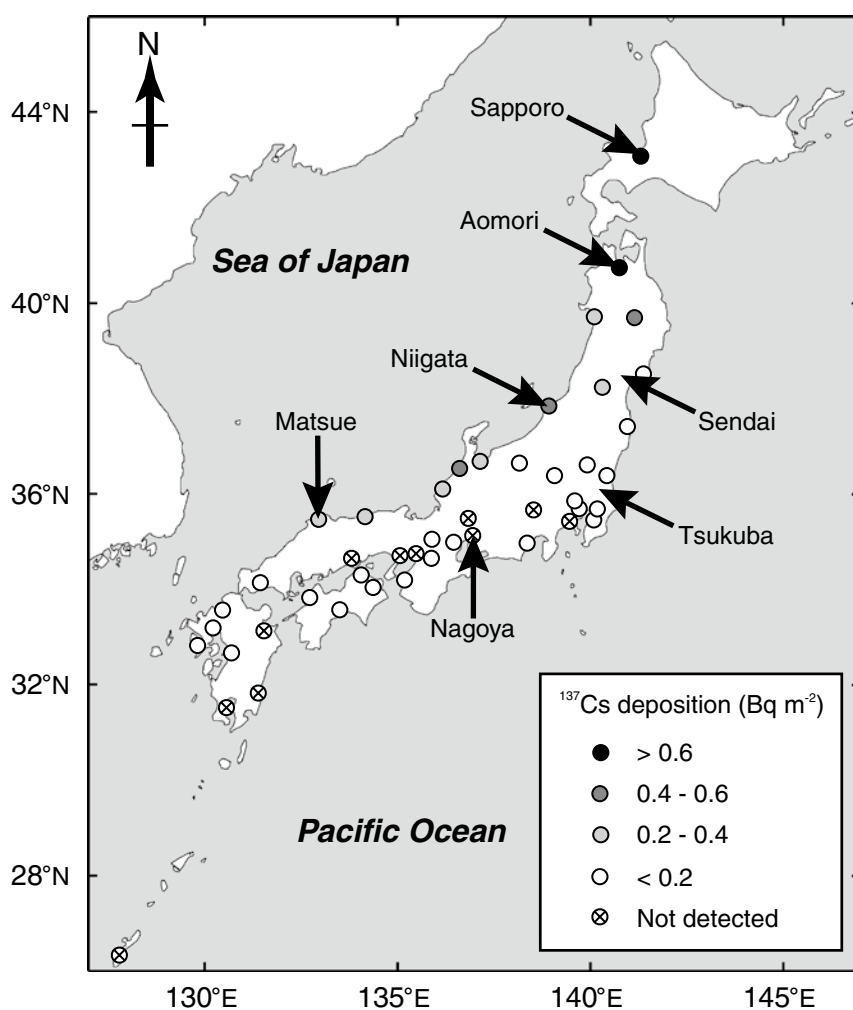 N
44°N
Sapporo
Aomori
Sea of Japan
40°N
Niigata
Matsue
Sendai
36°N
Tsukuba
Nagoya
32°N
¹³⁷Cs deposition (Bq m⁻²)
> 0.6
0.4 - 0.6
Pacific Ocean
0.2 - 0.4
28°N
< 0.2
Not detected
130°E
135°E
140°E
145°E